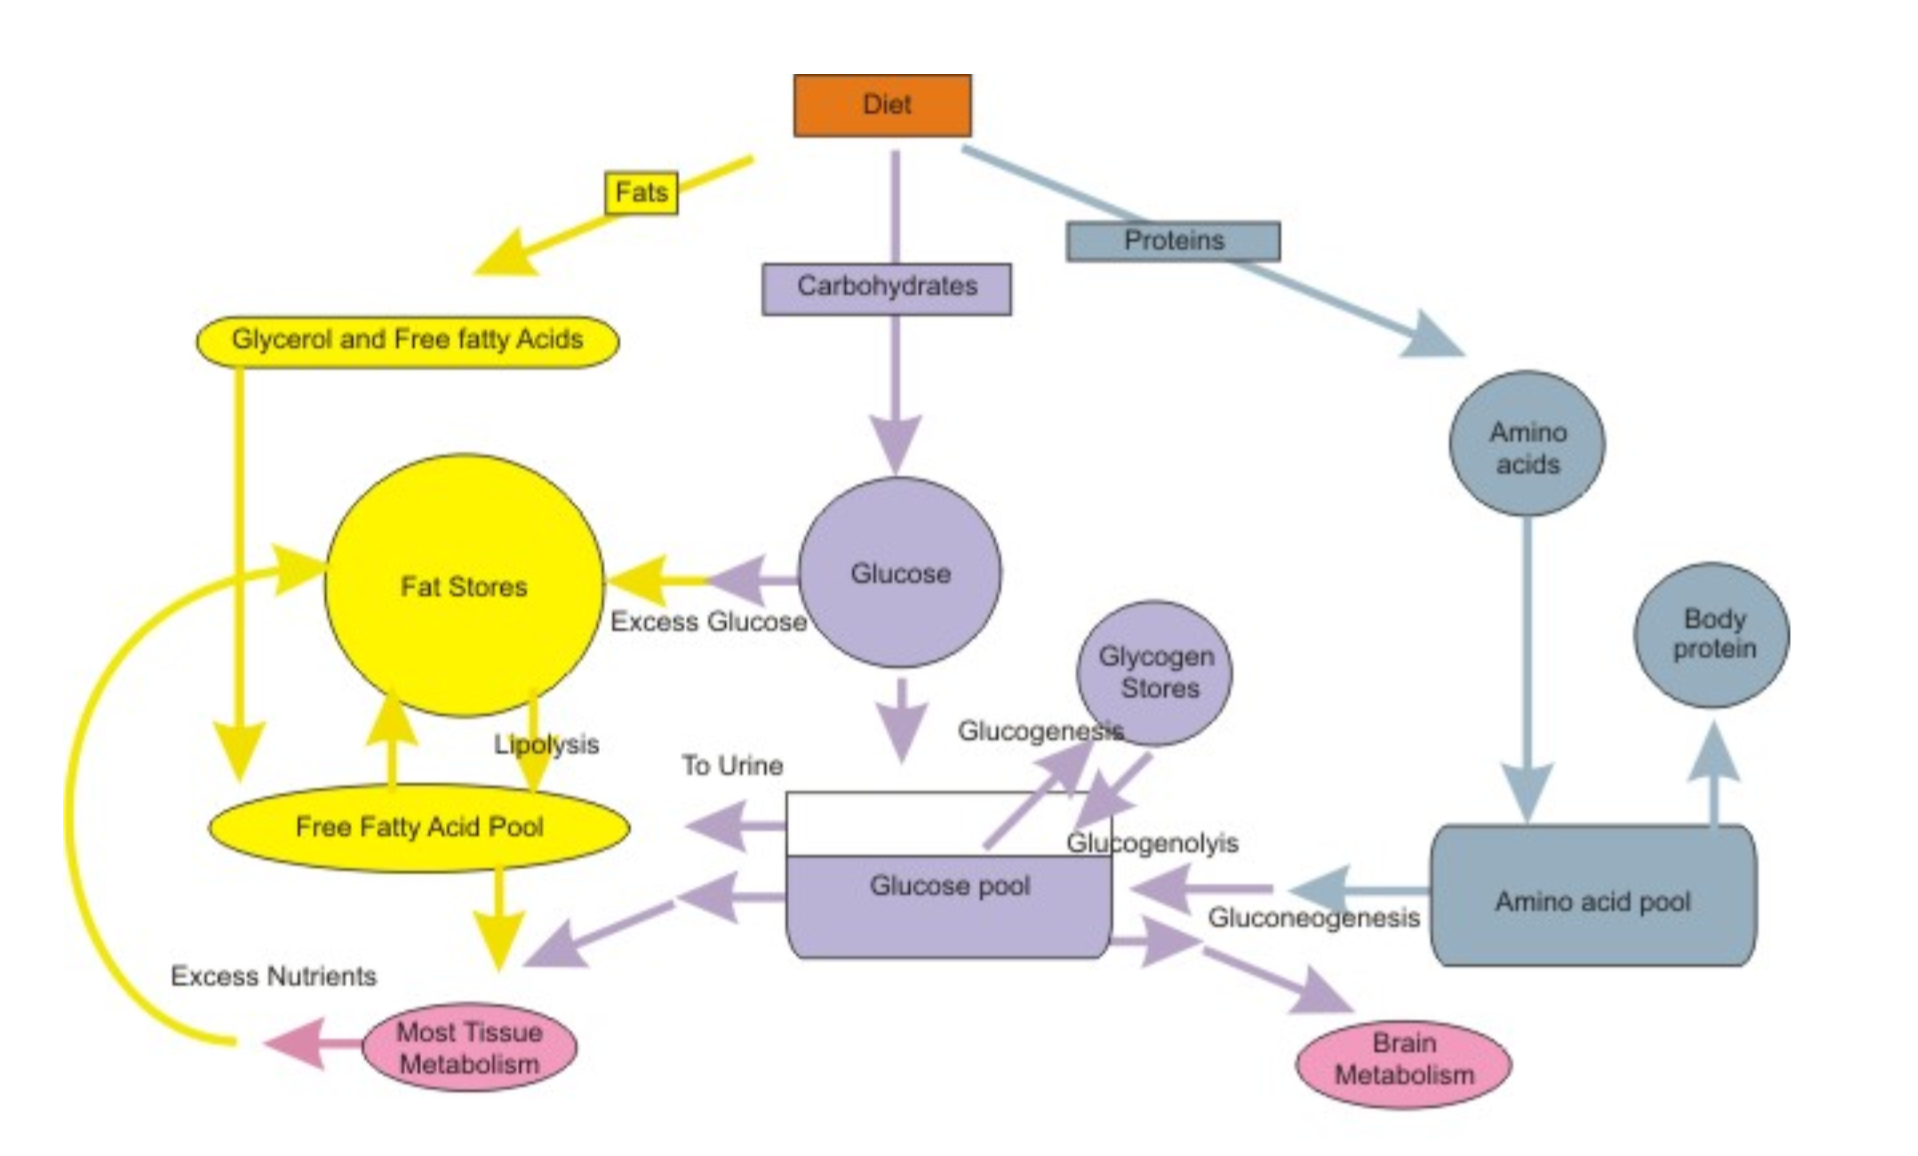 Diet
Fats
Proteins
Carbohydrates
Glycerol and Free fatty Acids
Amino
acids
Fat Stores
Glucose
Excess Glucose
Body
protein
Glycogen
Stores
Glucogenesis
Lipolysis
To Urine
Free Fatty Acid Pool
Glucogenolyis
Glucose pool
Amino acid pool
Gluconeogenesis
Excess Nutrients
Most Tissue
Metabolism
Brain
Metabolism